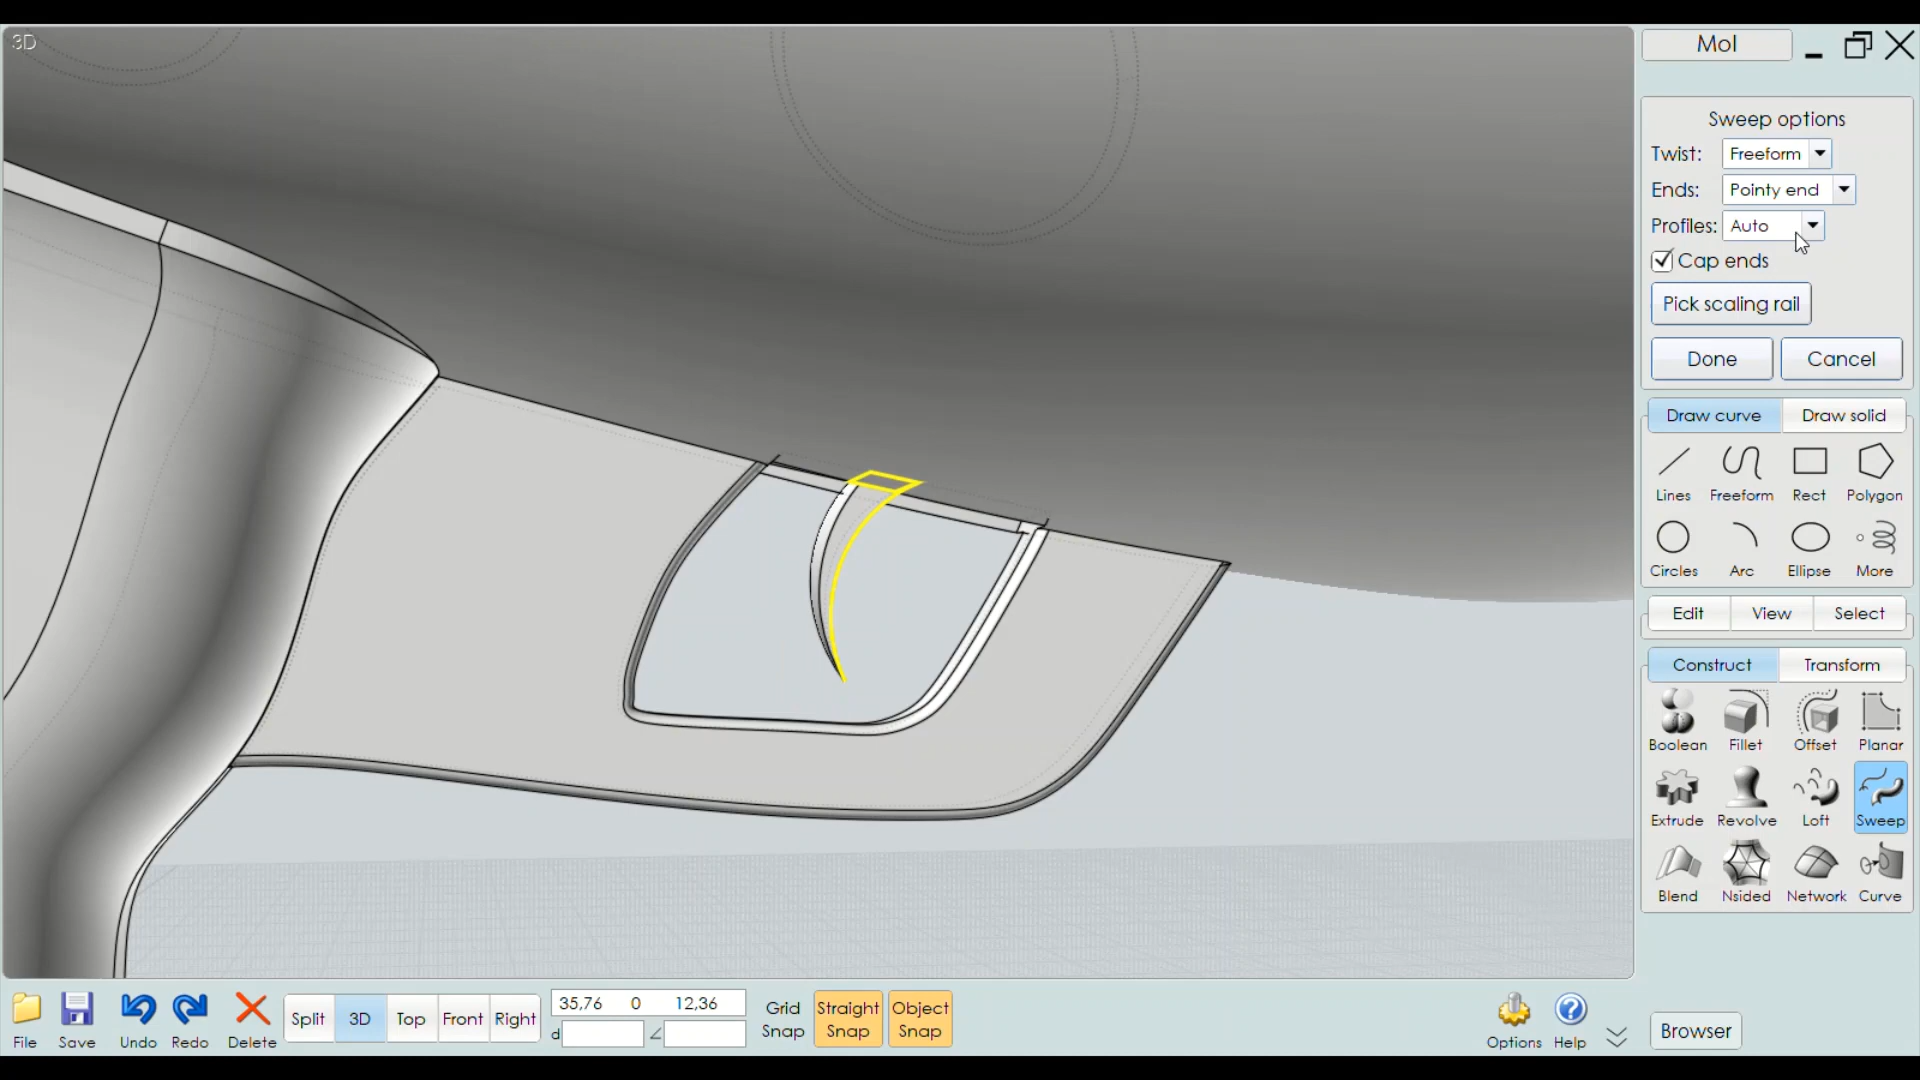 3D
MoI
Sweep options
Twist: Freeform
Ends: Pointy end
Profiles: Auto
Cap ends
Pick scaling rail
Done Cancel
Draw curve Draw solid
Lines Freeform Rect Polygon
Circles Arc Ellipse More
Edit View Select
Construct Transform
Boolean Fillet Offset Planar
Extrude Revolve Loft Sweep
Blend Nsided Network Curve
File Save Undo Redo Delete
Split 3D Top Front Right
35,76 0 12,36
d ∠
Grid Snap
Straight Snap
Object Snap
Options Help
Browser